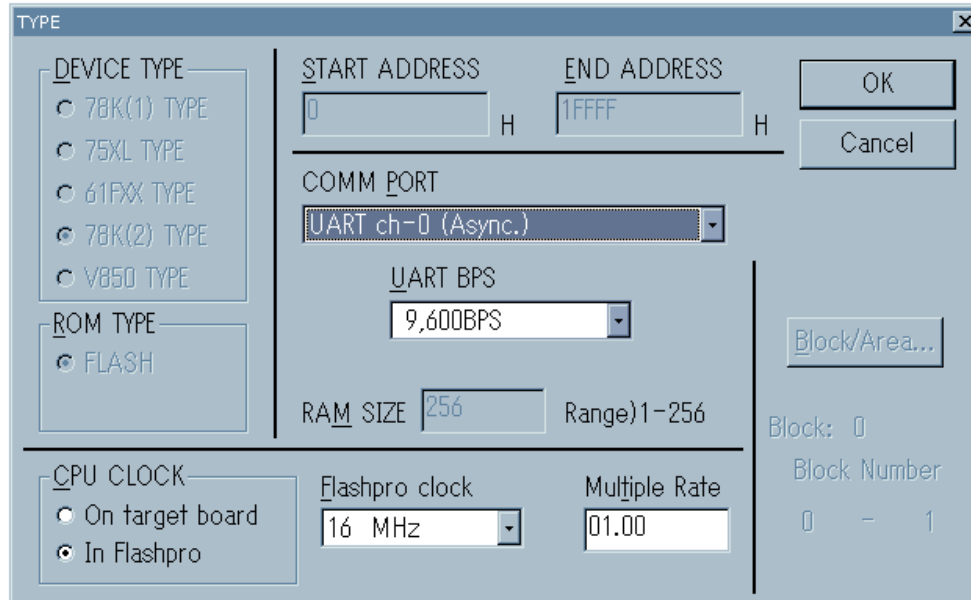 TYPE
DEVICE TYPE
78K(1) TYPE
75XL TYPE
61FXX TYPE
78K(2) TYPE
V850 TYPE
ROM TYPE
FLASH
START ADDRESS
0 H
END ADDRESS
1FFFF H
COMM PORT
UART ch-0 (Async.)
UART BPS
9,600BPS
RAM SIZE 256 Range)1-256
OK
Cancel
Block/Area...
Block: 0
Block Number
0 - 1
CPU CLOCK
On target board
In Flashpro
Flashpro clock
16 MHz
Multiple Rate
01.00